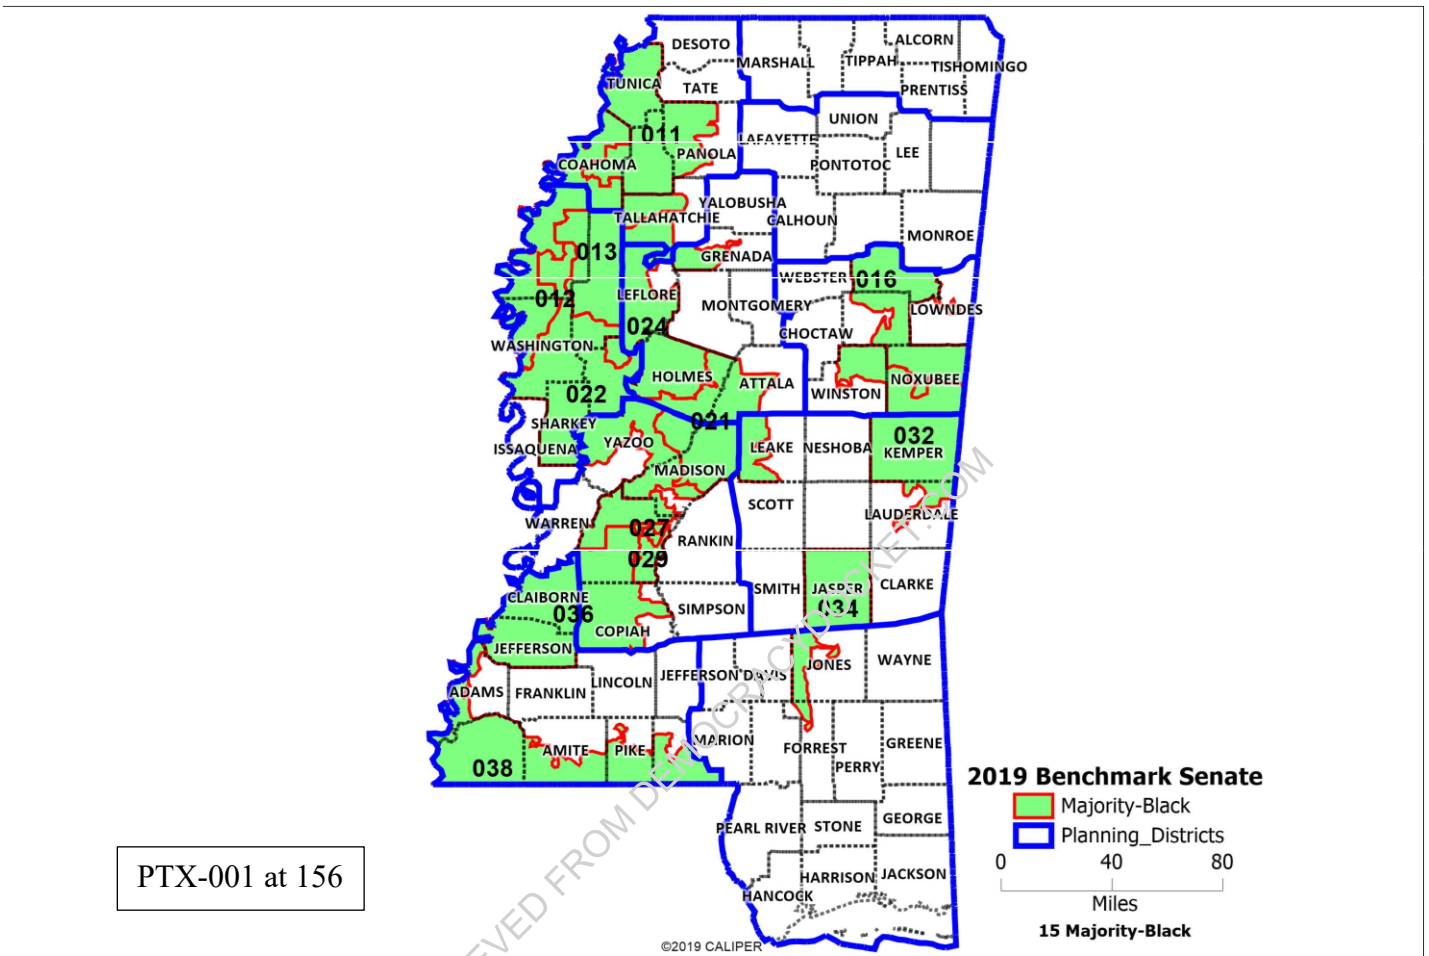 DESOTO
ALCORN
MARSHALL
TIPPAH
TISHOMINGO
TUNICA
TATE
PRENTISS
UNION
011
LAFAYETTE
PANOLA
LEE
COAHOMA
PONTOTOC
YALOBUSHA
TALLAHATCHIE
CALHOUN
MONROE
013
GRENADA
WEBSTER
016
012
LEFLORE
MONTGOMERY
LOWNDES
024
CHOCTAW
WASHINGTON
HOLMES
ATTALA
NOXUBEE
022
WINSTON
SHARKEY
021
032
ISSAQUENA
YAZOO
LEAKE
NESHOBA
KEMPER
MADISON
SCOTT
LAUDERDALE
WARREN
027
RANKIN
029
CLAIBORNE
SMITH
JASPER
CLARKE
036
034
SIMPSON
COPIAH
JEFFERSON
JONES
WAYNE
JEFFERSON DAVIS
LINCOLN
ADAMS
FRANKLIN
MARION
AMITE
PIKE
FORREST
GREENE
038
PERRY
PEARL RIVER
STONE
GEORGE
HARRISON
JACKSON
HANCOCK
2019 Benchmark Senate
Majority-Black
Planning_Districts
0 40 80
Miles
15 Majority-Black
PTX-001 at 156
©2019 CALIPER
EVED FROM DEMOCRACYDOCKET.COM